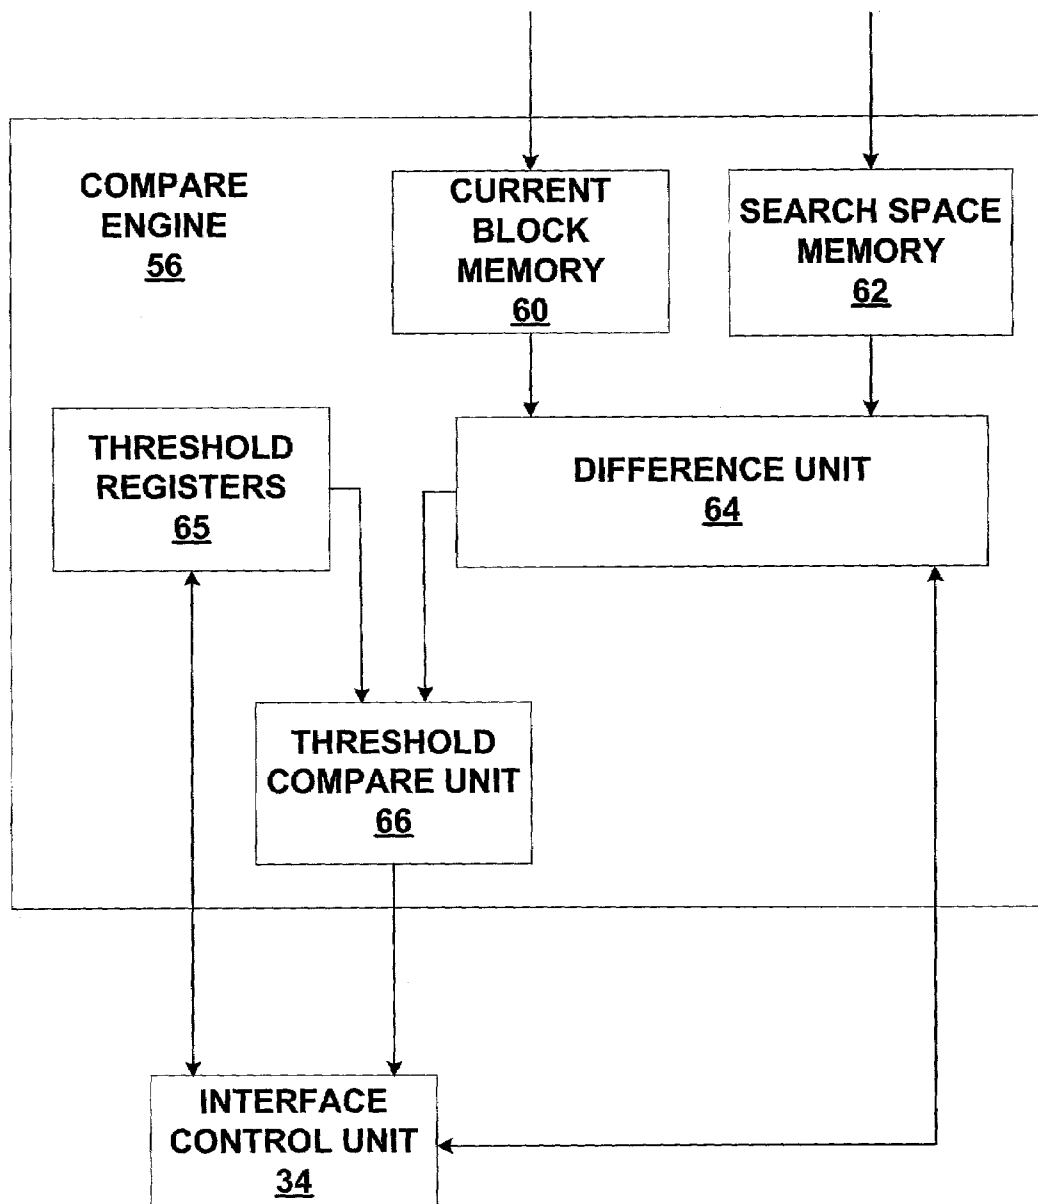 COMPARE
ENGINE
56
CURRENT
BLOCK
MEMORY
60
SEARCH SPACE
MEMORY
62
THRESHOLD
REGISTERS
65
DIFFERENCE UNIT
64
THRESHOLD
COMPARE UNIT
66
INTERFACE
CONTROL UNIT
34